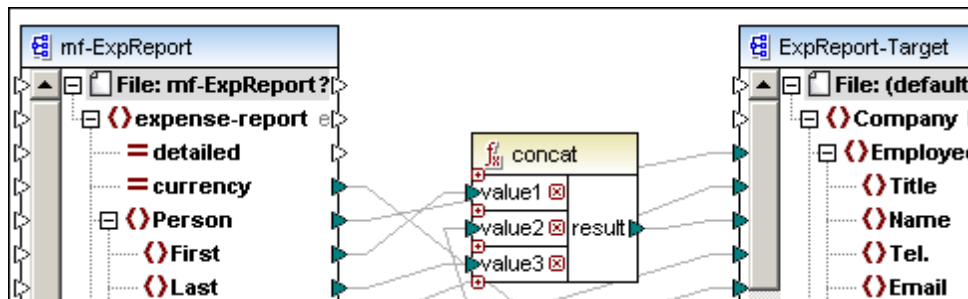 mf-ExpReport
File: mf-ExpReport?
expense-report
detailed
currency
Person
First
Last
concat
value1
value2 result
value3
ExpReport-Target
File: (default
Company
Employee
Title
Name
Tel.
Email